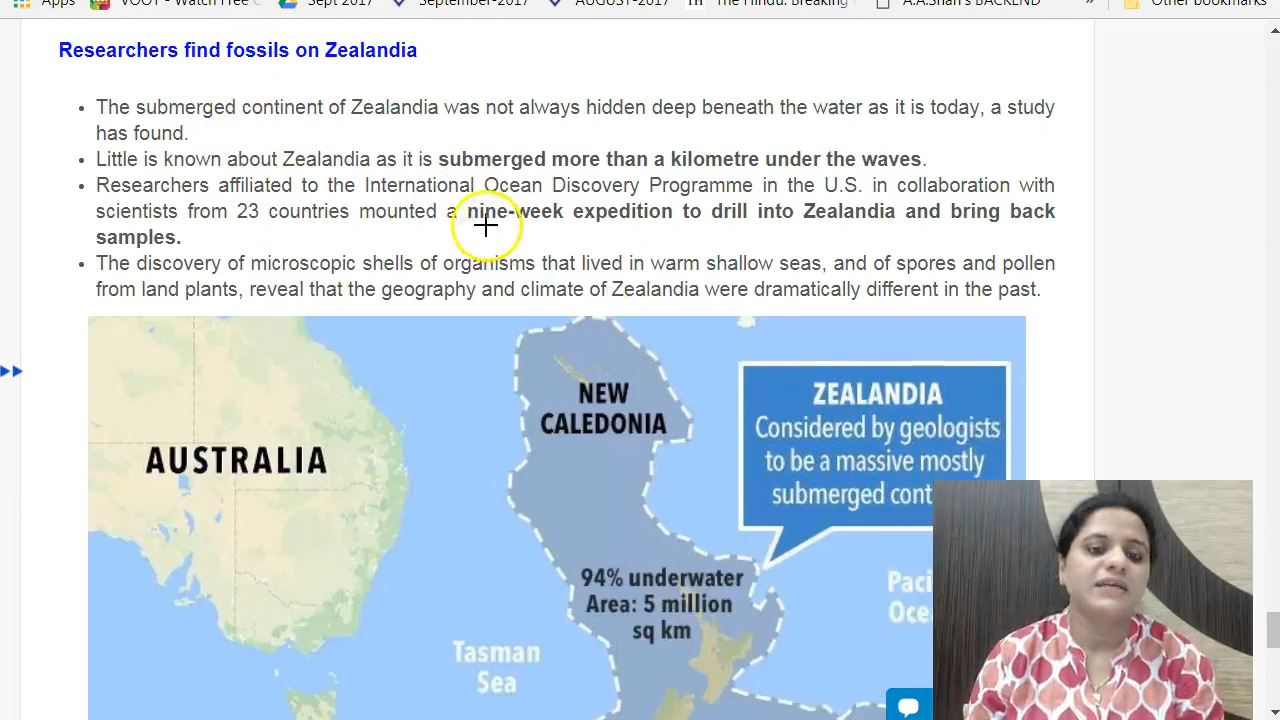 Apps VOOT - Watch Free Sept 2017 September-2017 AUGUST-2017 TH The Hindu: Breaking A.A.Shah's BACKEND » Other bookmarks
Researchers find fossils on Zealandia
• The submerged continent of Zealandia was not always hidden deep beneath the water as it is today, a study
has found.
• Little is known about Zealandia as it is submerged more than a kilometre under the waves.
• Researchers affiliated to the International Ocean Discovery Programme in the U.S. in collaboration with
scientists from 23 countries mounted a nine-week expedition to drill into Zealandia and bring back
samples.
• The discovery of microscopic shells of organisms that lived in warm shallow seas, and of spores and pollen
from land plants, reveal that the geography and climate of Zealandia were dramatically different in the past.
NEW
CALEDONIA
AUSTRALIA
ZEALANDIA
Considered by geologists
to be a massive mostly
submerged cont
94% underwater
Area: 5 million
sq km
Paci
Oce
Tasman
Sea